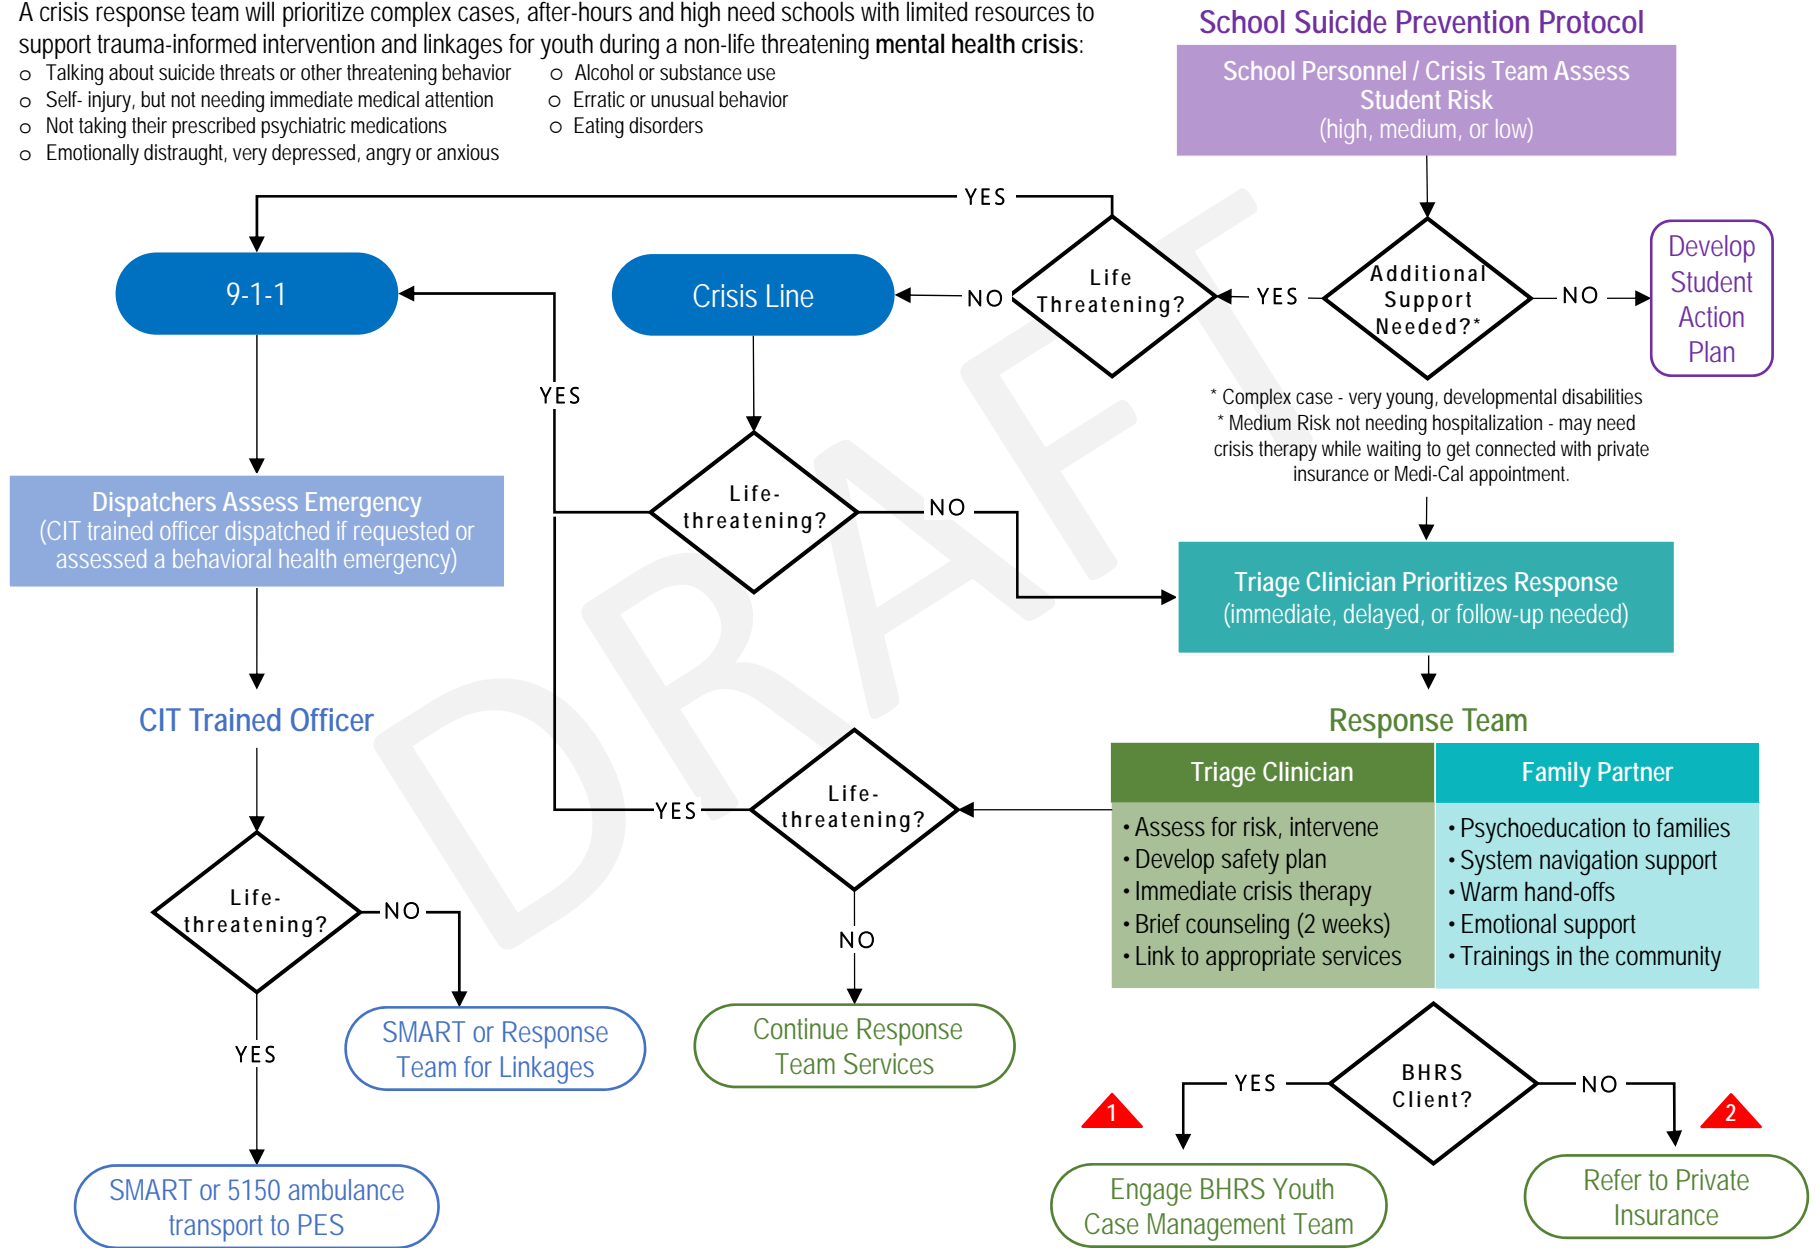 A crisis response team will prioritize complex cases, after-hours and high need schools with limited resources to
support trauma-informed intervention and linkages for youth during a non-life threatening mental health crisis:
o Talking about suicide threats or other threatening behavior
o Self- injury, but not needing immediate medical attention
o Not taking their prescribed psychiatric medications
o Emotionally distraught, very depressed, angry or anxious
o Alcohol or substance use
o Erratic or unusual behavior
o Eating disorders
School Suicide Prevention Protocol
School Personnel / Crisis Team Assess
Student Risk
(high, medium, or low)
YES
9-1-1
Crisis Line
NO
Life
Threatening?
YES
Additional
Support
Needed?*
NO
Develop
Student
Action
Plan
YES
* Complex case - very young, developmental disabilities
* Medium Risk not needing hospitalization - may need
crisis therapy while waiting to get connected with private
insurance or Medi-Cal appointment.
Dispatchers Assess Emergency
(CIT trained officer dispatched if requested or
assessed a behavioral health emergency)
Life-
threatening?
NO
Triage Clinician Prioritizes Response
(immediate, delayed, or follow-up needed)
DRAFT
CIT Trained Officer
Response Team
Triage Clinician
• Assess for risk, intervene
• Develop safety plan
• Immediate crisis therapy
• Brief counseling (2 weeks)
• Link to appropriate services
Family Partner
• Psychoeducation to families
• System navigation support
• Warm hand-offs
• Emotional support
• Trainings in the community
YES
Life-
threatening?
NO
Life-
threatening?
NO
YES
SMART or Response
Team for Linkages
Continue Response
Team Services
BHRS
Client?
YES
NO
1
2
SMART or 5150 ambulance
transport to PES
Engage BHRS Youth
Case Management Team
Refer to Private
Insurance